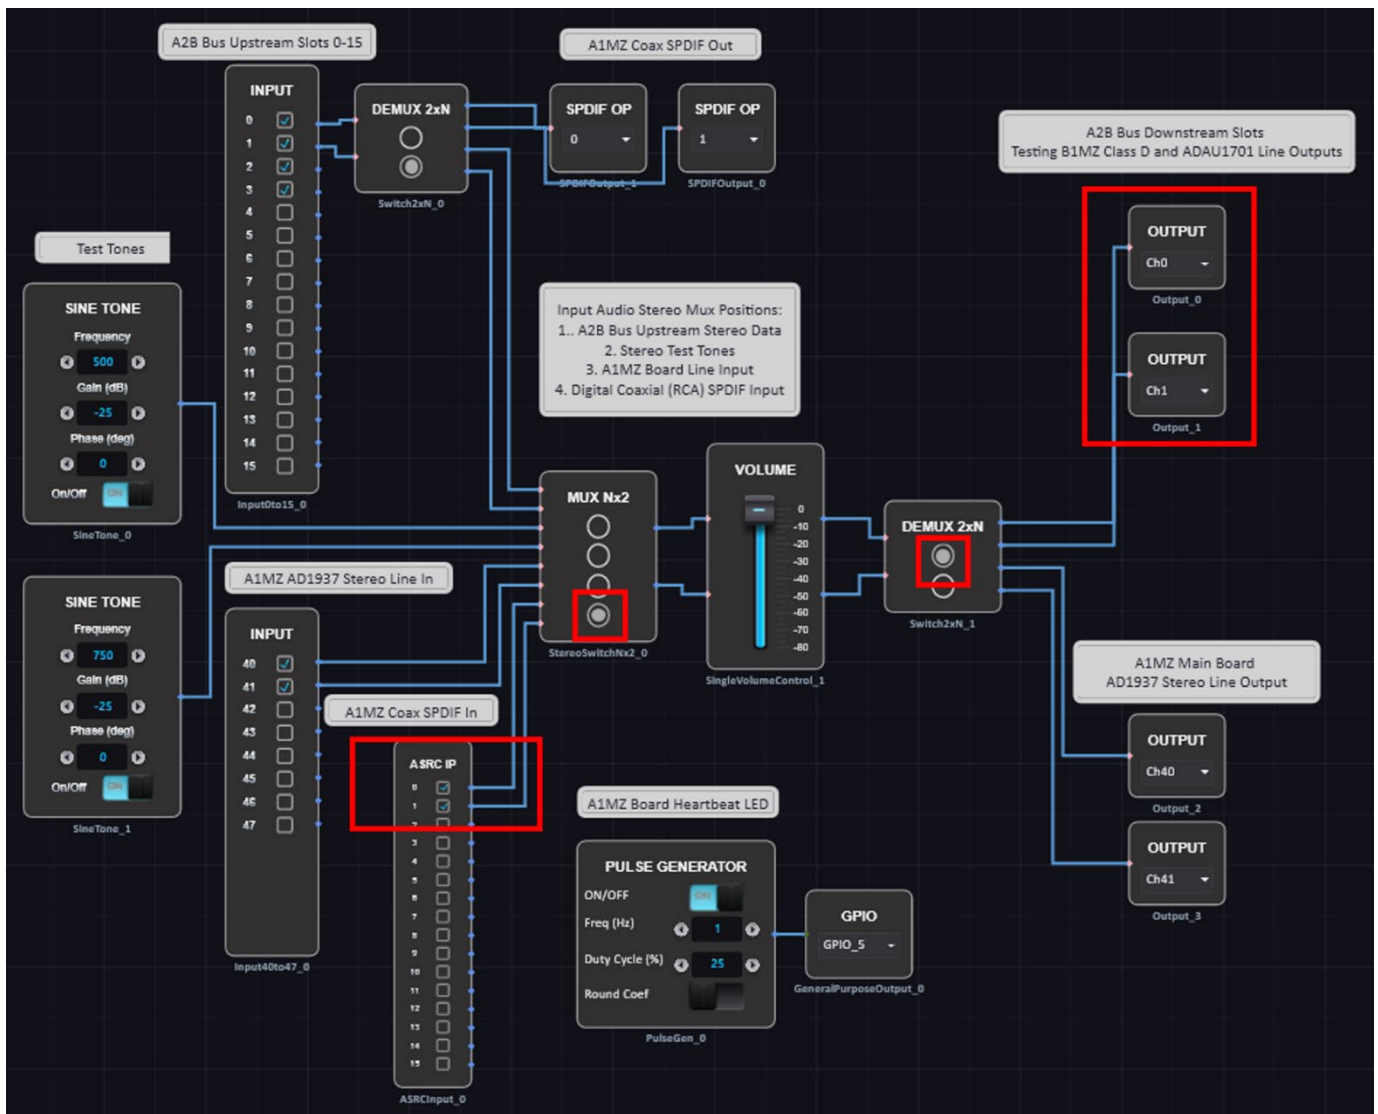 A2B Bus Upstream Slots 0-15
INPUT
0
1
2
3
4
5
6
7
8
9
10
11
12
13
14
15
Input0to15_0
DEMUX 2xN
Switch2xN_0
A1MZ Coax SPDIF Out
SPDIF OP
0
SPDIFOutput_1
SPDIF OP
1
SPDIFOutput_0
A2B Bus Downstream Slots
Testing B1MZ Class D and ADAU1701 Line Outputs
OUTPUT
Ch0
Output_0
OUTPUT
Ch1
Output_1
Test Tones
SINE TONE
Frequency
500
Gain (dB)
-25
Phase (deg)
0
On/Off
ON
SineTone_0
SINE TONE
Frequency
750
Gain (dB)
-25
Phase (deg)
0
On/Off
ON
SineTone_1
Input Audio Stereo Mux Positions:
1.. A2B Bus Upstream Stereo Data
2. Stereo Test Tones
3. A1MZ Board Line Input
4. Digital Coaxial (RCA) SPDIF Input
A1MZ AD1937 Stereo Line In
INPUT
40
41
42
43
44
45
46
47
Input40to47_0
A1MZ Coax SPDIF In
ASRC IP
0
1
2
3
4
5
6
7
8
9
10
11
12
13
14
15
ASRCInput_0
MUX Nx2
StereoSwitchNx2_0
VOLUME
0
-10
-20
-30
-40
-50
-60
-70
-80
SingleVolumeControl_1
DEMUX 2xN
Switch2xN_1
A1MZ Main Board
AD1937 Stereo Line Output
OUTPUT
Ch40
Output_2
OUTPUT
Ch41
Output_3
A1MZ Board Heartbeat LED
PULSE GENERATOR
ON/OFF
ON
Freq (Hz)
1
Duty Cycle (%)
25
Round Coef
PulseGen_0
GPIO
GPIO_5
GeneralPurposeOutput_0